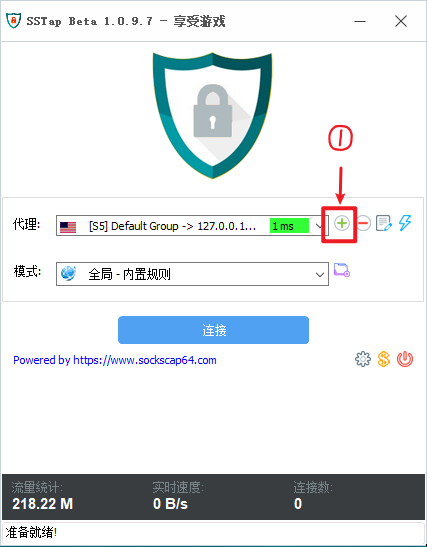 SSTap Beta 1.0.9.7 - 享受游戏
①
代理:
[S5] Default Group -> 127.0.0.1... 1 ms
模式:
全局 - 内置规则
连接
Powered by https://www.sockscap64.com
流量统计: 实时速度: 连接数:
218.22 M 0 B/s 0
准备就绪!